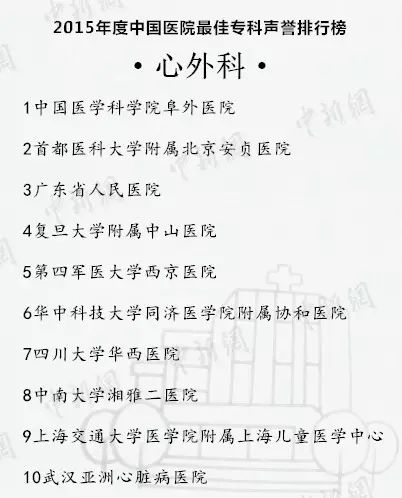 2015年度中国医院最佳专科声誉排行榜
·心外科·
1中国医学科学院阜外医院
2首都医科大学附属北京安贞医院
3广东省人民医院
4复旦大学附属中山医院
5第四军医大学西京医院
6华中科技大学同济医学院附属协和医院
7四川大学华西医院
8中南大学湘雅二医院
9上海交通大学医学院附属上海儿童医学中心
10武汉亚洲心脏病医院
中新網